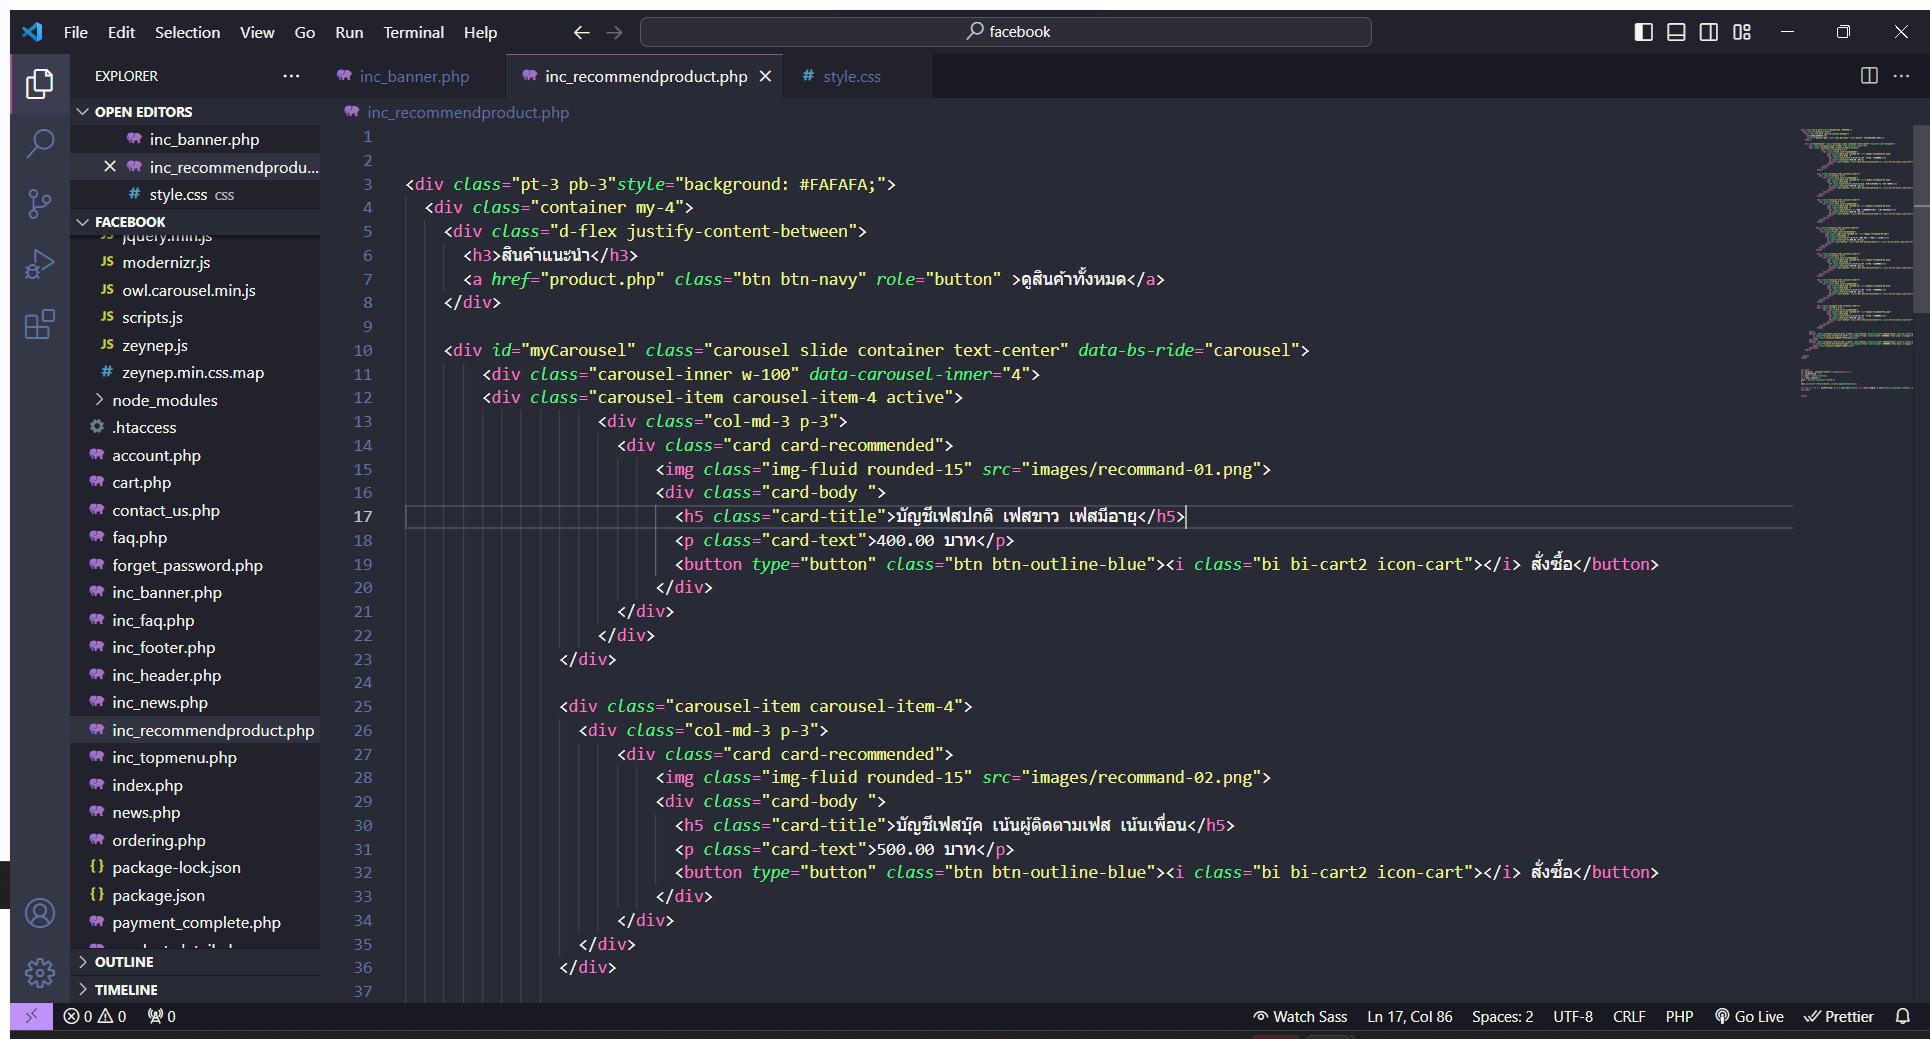 File Edit Selection View Go Run Terminal Help
facebook
EXPLORER
OPEN EDITORS
inc_banner.php
inc_recommendprodu...
style.css css
FACEBOOK
jquery.min.js
modernizr.js
owl.carousel.min.js
scripts.js
zeynep.js
zeynep.min.css.map
node_modules
.htaccess
account.php
cart.php
contact_us.php
faq.php
forget_password.php
inc_banner.php
inc_faq.php
inc_footer.php
inc_header.php
inc_news.php
inc_recommendproduct.php
inc_topmenu.php
index.php
news.php
ordering.php
package-lock.json
package.json
payment_complete.php
OUTLINE
TIMELINE
inc_banner.php
inc_recommendproduct.php
style.css
inc_recommendproduct.php
1
2
3 <div class="pt-3 pb-3"style="background: #FAFAFA;">
4 <div class="container my-4">
5 <div class="d-flex justify-content-between">
6 <h3>สินค้าแนะนำ</h3>
7 <a href="product.php" class="btn btn-navy" role="button" >ดูสินค้าทั้งหมด</a>
8 </div>
9
10 <div id="myCarousel" class="carousel slide container text-center" data-bs-ride="carousel">
11 <div class="carousel-inner w-100" data-carousel-inner="4">
12 <div class="carousel-item carousel-item-4 active">
13 <div class="col-md-3 p-3">
14 <div class="card card-recommended">
15 <img class="img-fluid rounded-15" src="images/recommand-01.png">
16 <div class="card-body ">
17 <h5 class="card-title">บัญชีเฟสปกติ เฟสขาว เฟสมีอายุ</h5>
18 <p class="card-text">400.00 บาท</p>
19 <button type="button" class="btn btn-outline-blue"><i class="bi bi-cart2 icon-cart"></i> สั่งซื้อ</button>
20 </div>
21 </div>
22 </div>
23 </div>
24
25 <div class="carousel-item carousel-item-4">
26 <div class="col-md-3 p-3">
27 <div class="card card-recommended">
28 <img class="img-fluid rounded-15" src="images/recommand-02.png">
29 <div class="card-body ">
30 <h5 class="card-title">บัญชีเฟสบุ๊ค เน้นผู้ติดตามเฟส เน้นเพื่อน</h5>
31 <p class="card-text">500.00 บาท</p>
32 <button type="button" class="btn btn-outline-blue"><i class="bi bi-cart2 icon-cart"></i> สั่งซื้อ</button>
33 </div>
34 </div>
35 </div>
36 </div>
37
0 0 0
Watch Sass Ln 17, Col 86 Spaces: 2 UTF-8 CRLF PHP Go Live Prettier